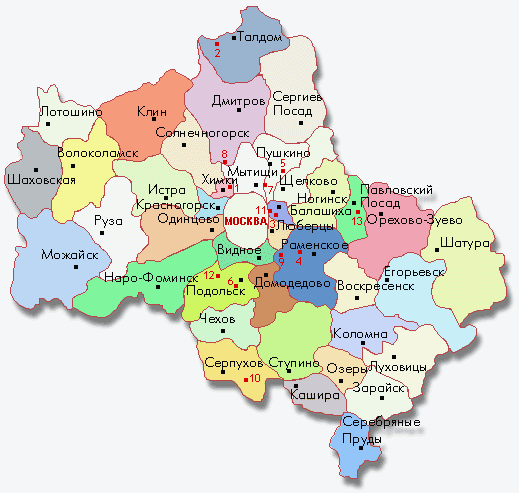 Талдом
2
Дмитров
Сергиев
Посад
Лотошино
Клин
Солнечногорск
Волоколамск
Шаховская
8
Пушкино
5
Мытищи
Химки
1
7
Щелково
Истра
Красногорск
Ногинск
Павловский
Посад
Балашиха
11
13
Орехово-Зуево
Руза
Одинцово
МОСКВА
3
Люберцы
Раменское
Шатура
Можайск
Видное
9
4
Наро-Фоминск
12
6
Подольск
Домодедово
Егорьевск
Воскресенск
Чехов
Коломна
Серпухов
10
Ступино
Озеры
Луховицы
Кашира
Зарайск
Серебряные
Пруды